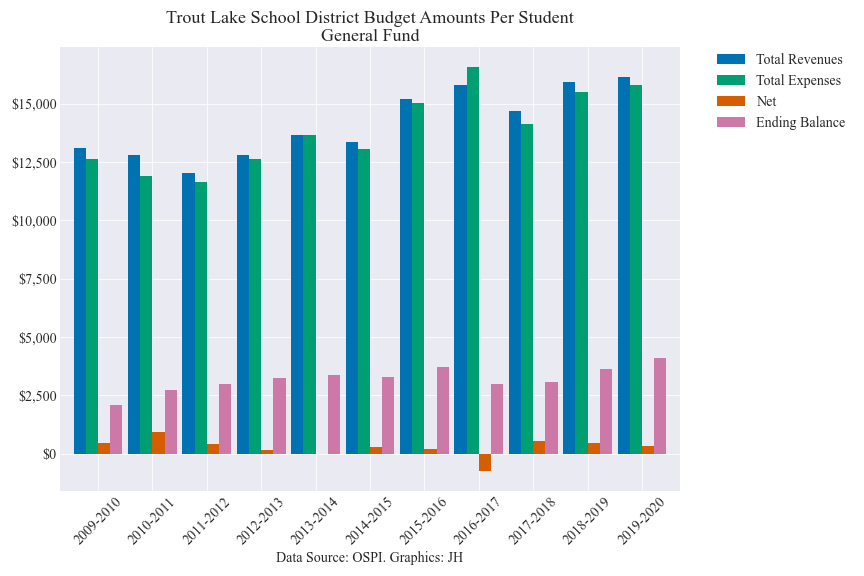 Trout Lake School District Budget Amounts Per Student
General Fund
Total Revenues
Total Expenses
Net
Ending Balance
$15,000
$12,500
$10,000
$7,500
$5,000
$2,500
$0
2009-2010
2010-2011
2011-2012
2012-2013
2013-2014
2014-2015
2015-2016
2016-2017
2017-2018
2018-2019
2019-2020
Data Source: OSPI. Graphics: JH